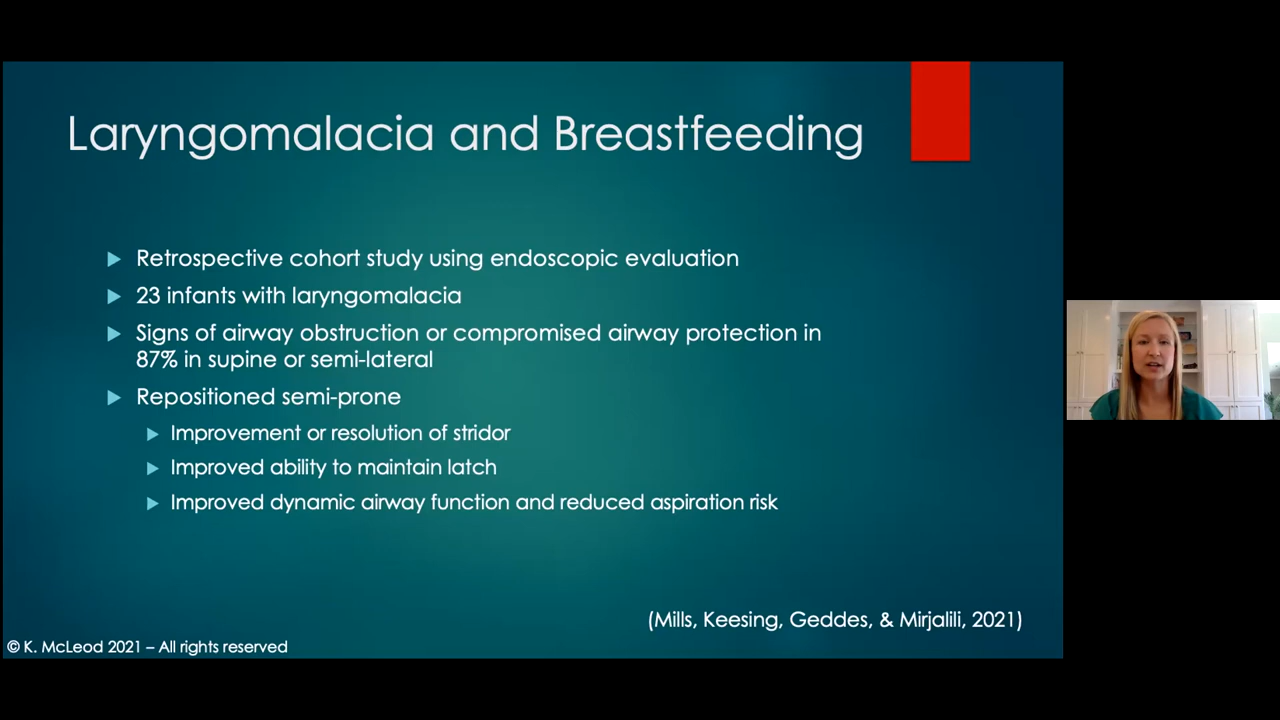 Laryngomalacia and Breastfeeding
Retrospective cohort study using endoscopic evaluation
23 infants with laryngomalacia
Signs of airway obstruction or compromised airway protection in
87% in supine or semi-lateral
Repositioned semi-prone
Improvement or resolution of stridor
Improved ability to maintain latch
Improved dynamic airway function and reduced aspiration risk
(Mills, Keesing, Geddes, & Mirjalili, 2021)
© K. McLeod 2021 – All rights reserved